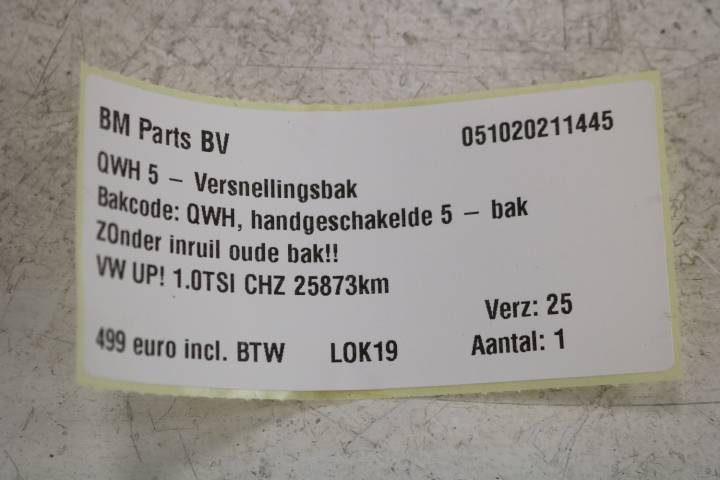 BM Parts BV 051020211445
QWH 5 – Versnellingsbak
Bakcode: QWH, handgeschakelde 5 – bak
ZOnder inruil oude bak!!
VW UP! 1.0TSI CHZ 25873km
Verz: 25
499 euro incl. BTW LOK19 Aantal: 1